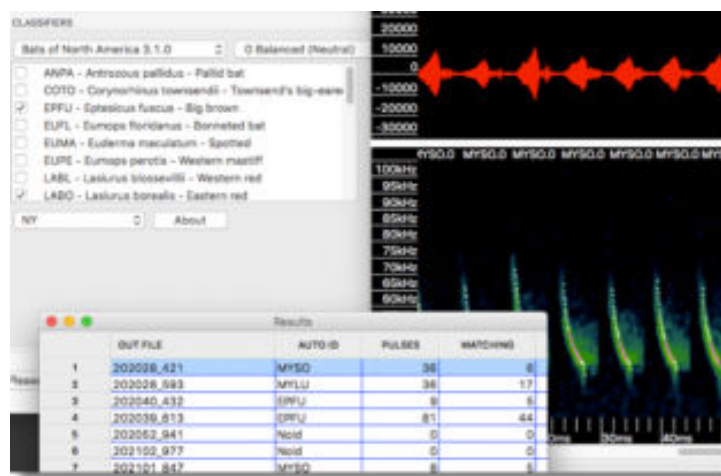 CLASSIFIERS
Bats of North America 3.1.0
0 Balanced (Neutral)
ANPA - Antrozous pallidus - Pallid bat
COTO - Corynorhinus townsendii - Townsend's big-eare
EPFU - Eptesicus fuscus - Big brown
EUFL - Eumops floridanus - Bonneted bat
EUMA - Euderma maculatum - Spotted
EUPE - Eumops perotis - Western mastiff
LABL - Lasiurus blossevillii - Western red
LABO - Lasiurus borealis - Eastern red
NY
About
20000
10000
0
-10000
-20000
-30000
MYSO.0 MYSO.0 MYSO.0 MYSO.0 MYSO.0
100kHz
95kHz
90kHz
85kHz
80kHz
75kHz
70kHz
65kHz
60kHz
30ms
40ms
Results
OUT FILE AUTO ID PULSES MATCHING
1 202028_421 MYSO 36 6
2 202028_593 MYLU 36 17
3 202040_432 EPFU 9 5
4 202039_613 EPFU 81 44
5 202052_941 NoId 0 0
6 202102_977 NoId 0 0
7 202101_847 MYSO 6 5